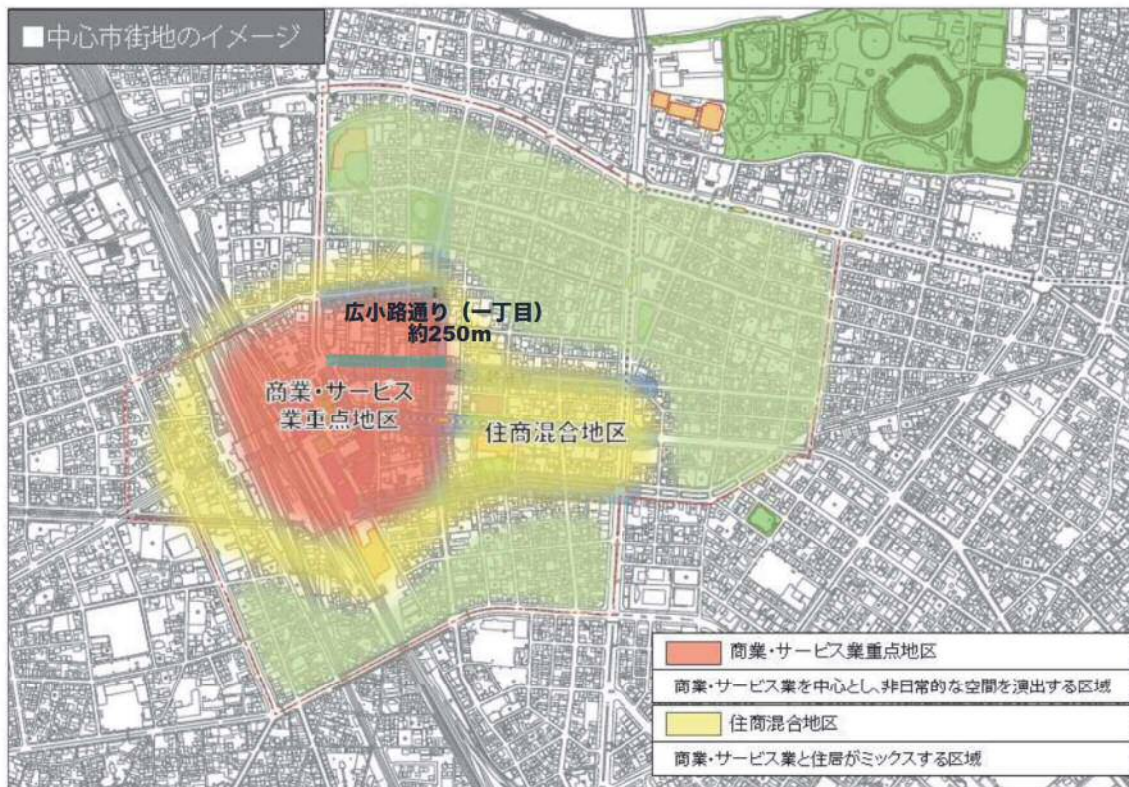 ■中心市街地のイメージ
広小路通り（一丁目）
約250m
商業・サービス
業重点地区
住商混合地区
商業・サービス業重点地区
商業・サービス業を中心とし、非日常的な空間を演出する区域
住商混合地区
商業・サービス業と住居がミックスする区域